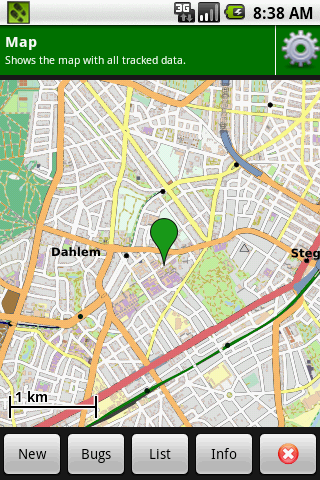 3G 8:38 AM
Map
Shows the map with all tracked data.
Dahlem
Steg
1 km
New Bugs List Info